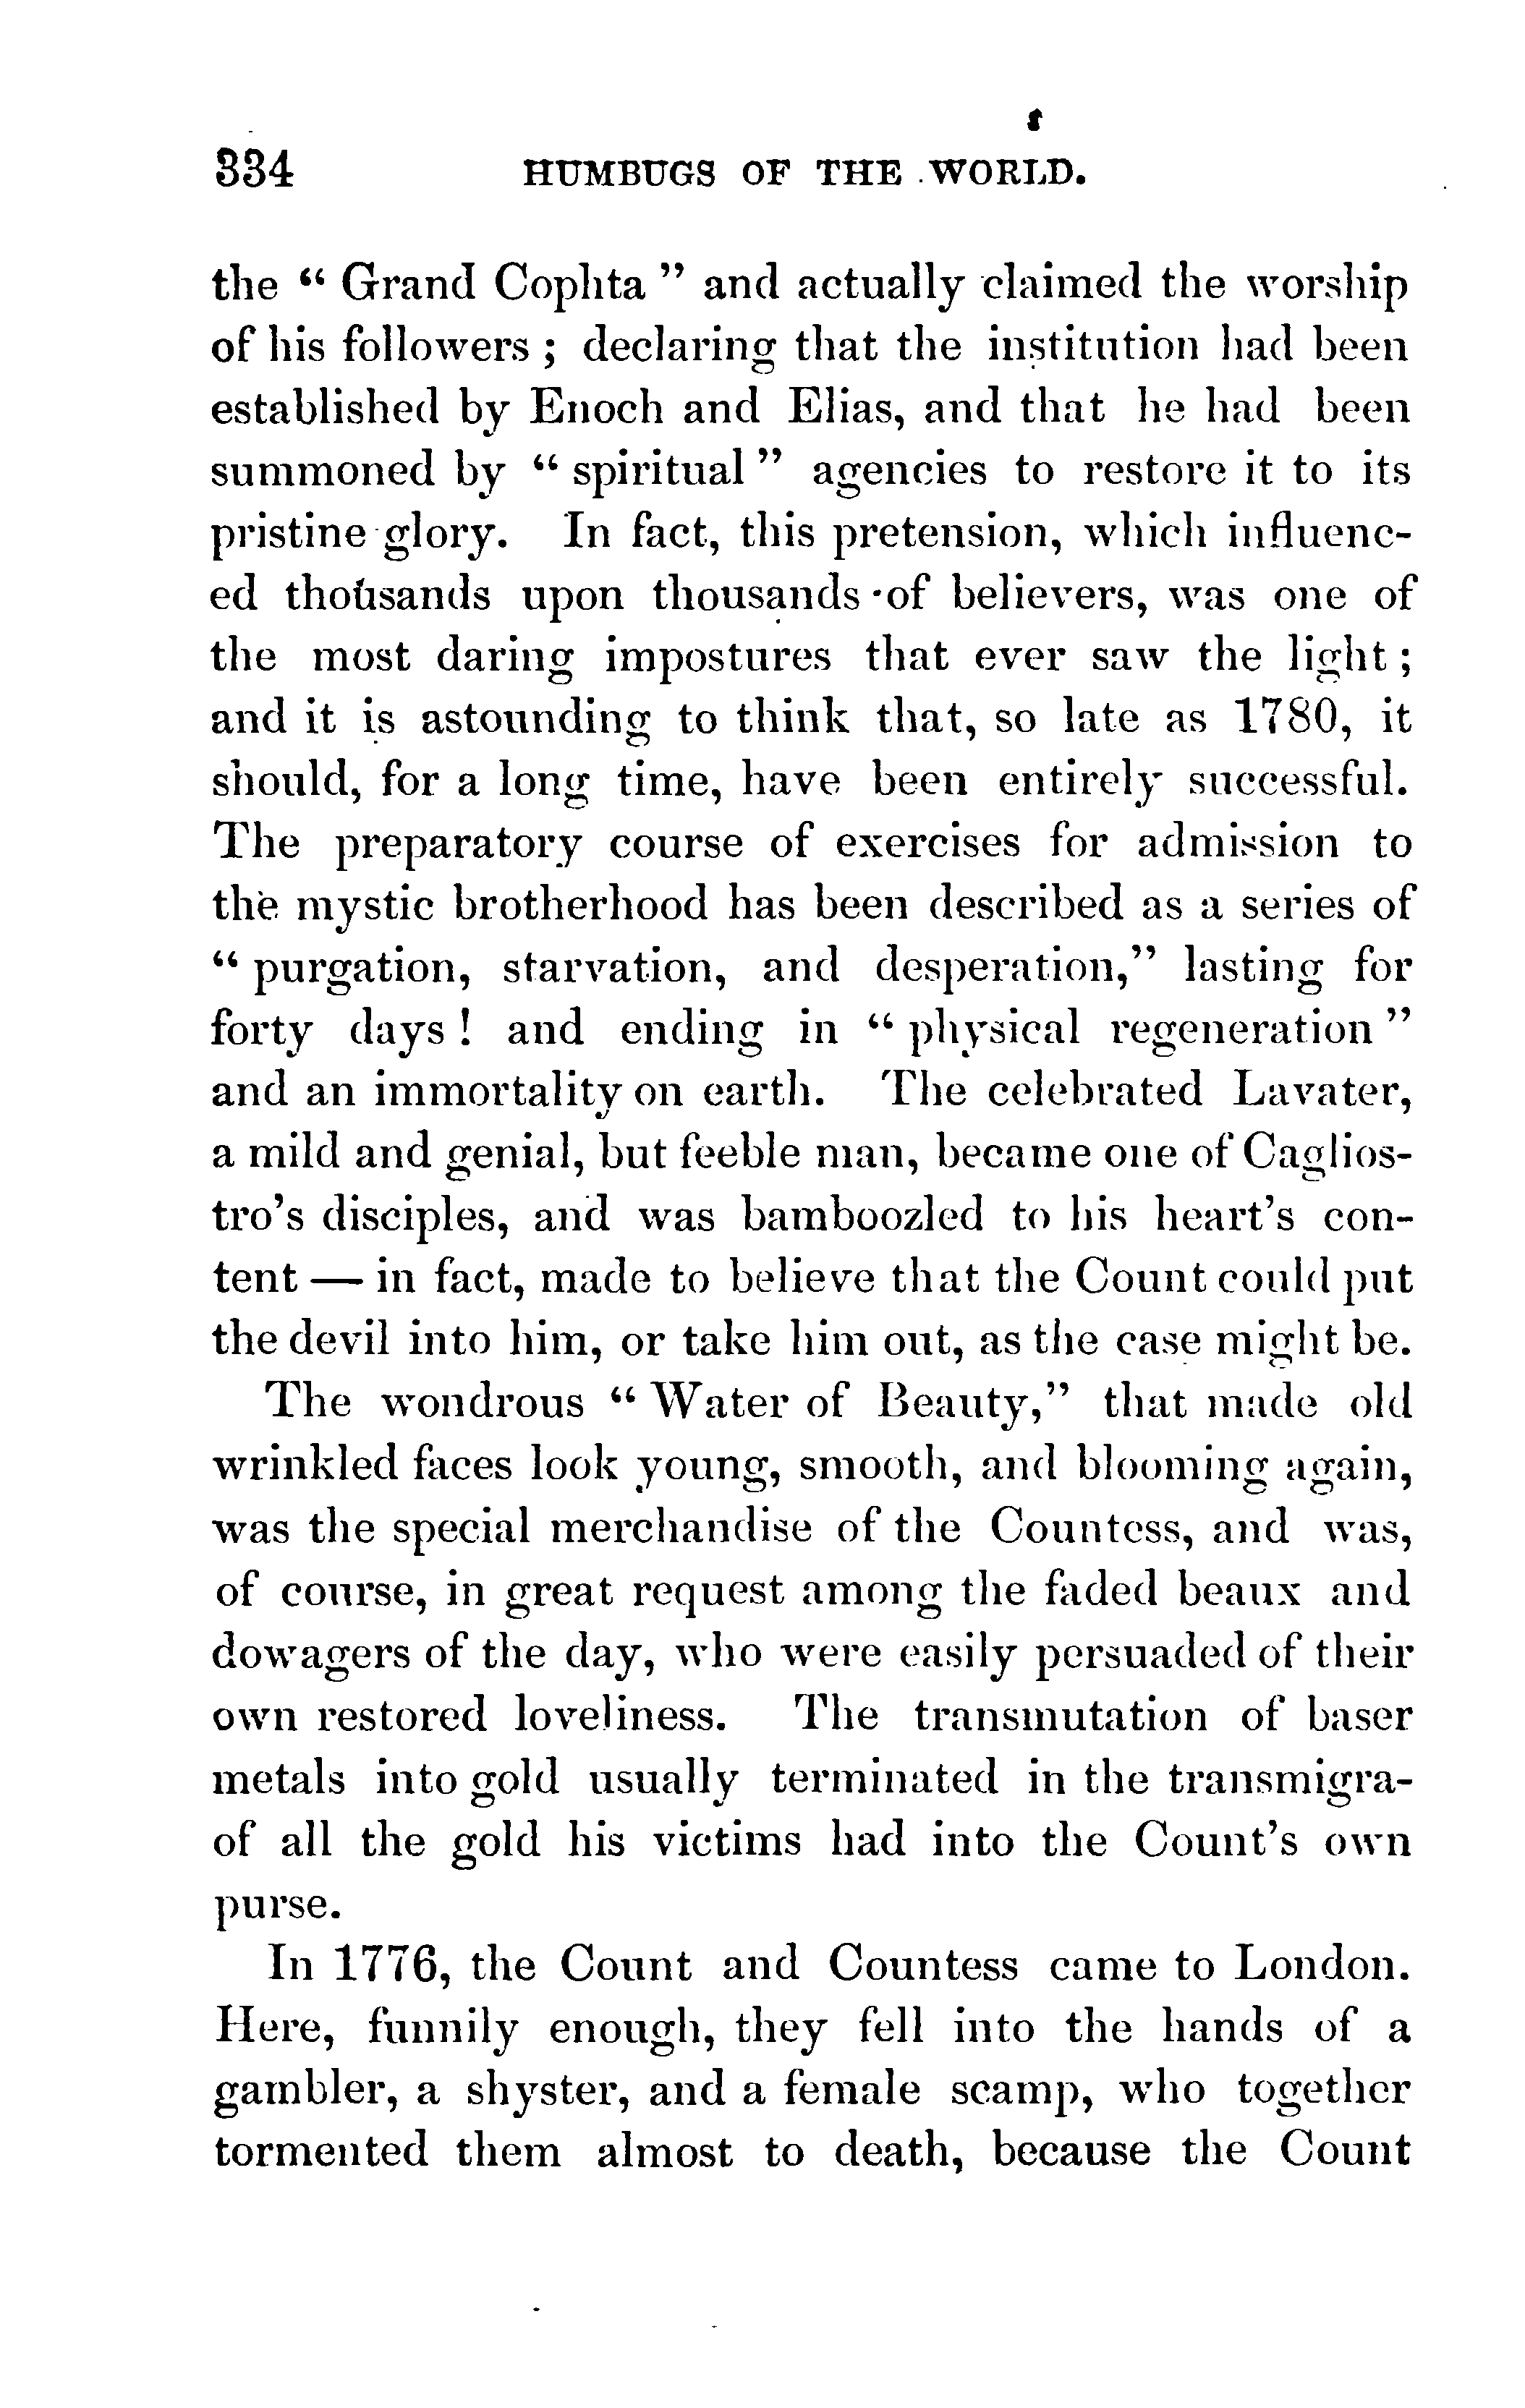 334 HUMBUGS OF THE WORLD.
the " Grand Cophta " and actually claimed the worship
of his followers ; declaring that the institution had been
established by Enoch and Elias, and that he had been
summoned by " spiritual " agencies to restore it to its
pristine glory. In fact, this pretension, which influenc-
ed thousands upon thousands of believers, was one of
the most daring impostures that ever saw the light ;
and it is astounding to think that, so late as 1780, it
should, for a long time, have been entirely successful.
The preparatory course of exercises for admission to
the mystic brotherhood has been described as a series of
" purgation, starvation, and desperation," lasting for
forty days ! and ending in " physical regeneration "
and an immortality on earth. The celebrated Lavater,
a mild and genial, but feeble man, became one of Caglios-
tro's disciples, and was bamboozled to his heart's con-
tent — in fact, made to believe that the Count could put
the devil into him, or take him out, as the case might be.
The wondrous " Water of Beauty," that made old
wrinkled faces look young, smooth, and blooming again,
was the special merchandise of the Countess, and was,
of course, in great request among the faded beaux and
dowagers of the day, who were easily persuaded of their
own restored loveliness. The transmutation of baser
metals into gold usually terminated in the transmigra-
of all the gold his victims had into the Count's own
purse.
In 1776, the Count and Countess came to London.
Here, funnily enough, they fell into the hands of a
gambler, a shyster, and a female scamp, who together
tormented them almost to death, because the Count